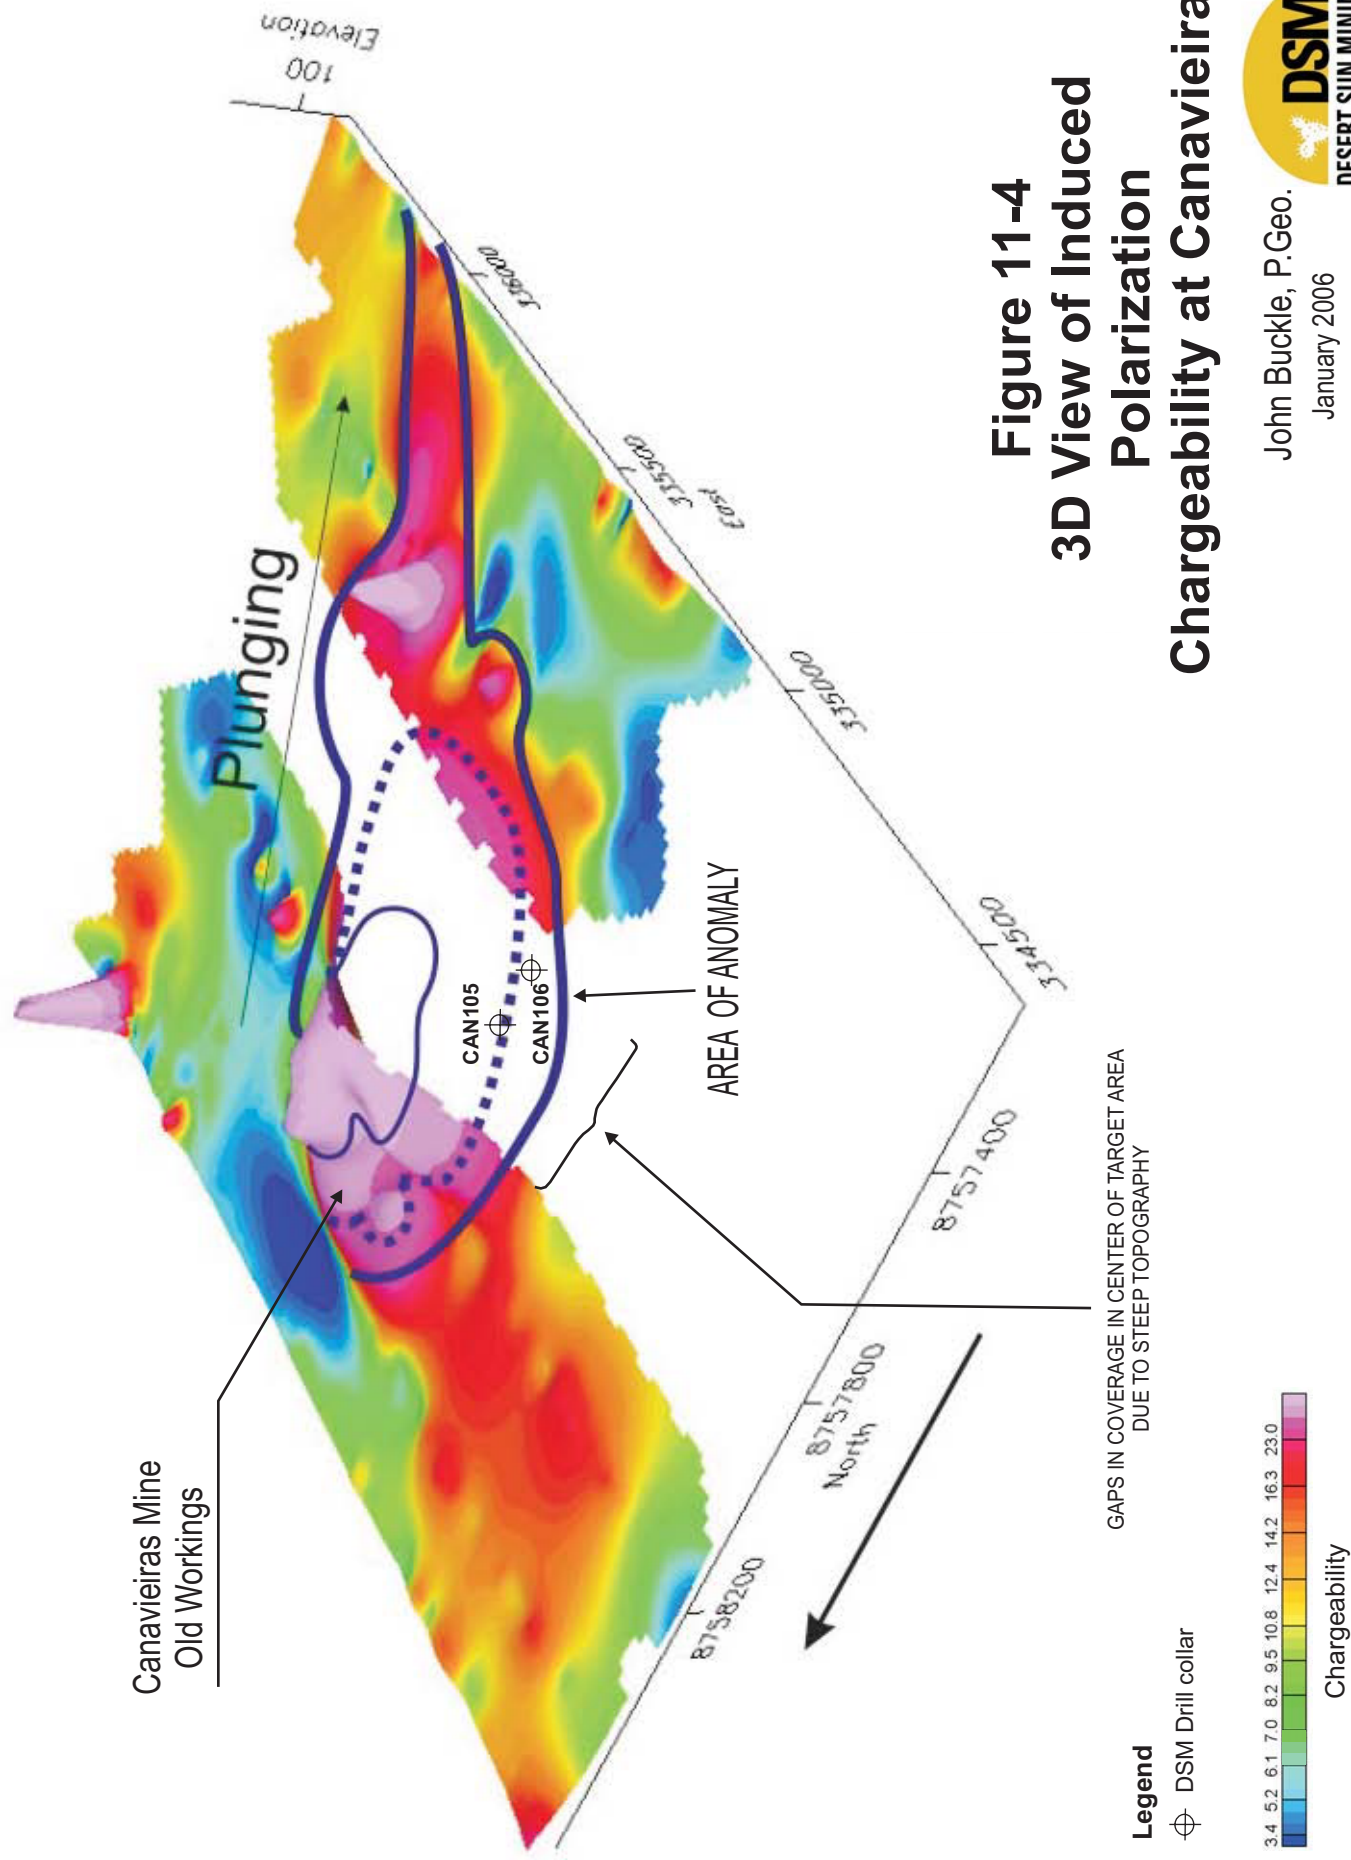 Elevation
100
Plunging
336000
335500
East
335000
334500
8757400
8757800
North
8758200
Canavieiras Mine
Old Workings
CAN105
CAN106
AREA OF ANOMALY
GAPS IN COVERAGE IN CENTER OF TARGET AREA
DUE TO STEEP TOPOGRAPHY
Legend
DSM Drill collar
3.4 5.2 6.1 7.0 8.2 9.5 10.8 12.4 14.2 16.3 23.0
Chargeability
Figure 11-4
3D View of Induced
Polarization
Chargeability at Canavieira
John Buckle, P.Geo.
January 2006
DSM
DESERT SUN MININ